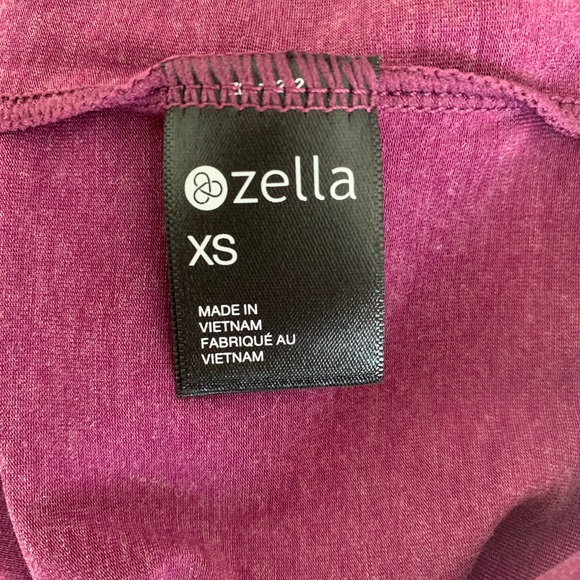 zella
XS
MADE IN
VIETNAM
FABRIQUÉ AU
VIETNAM